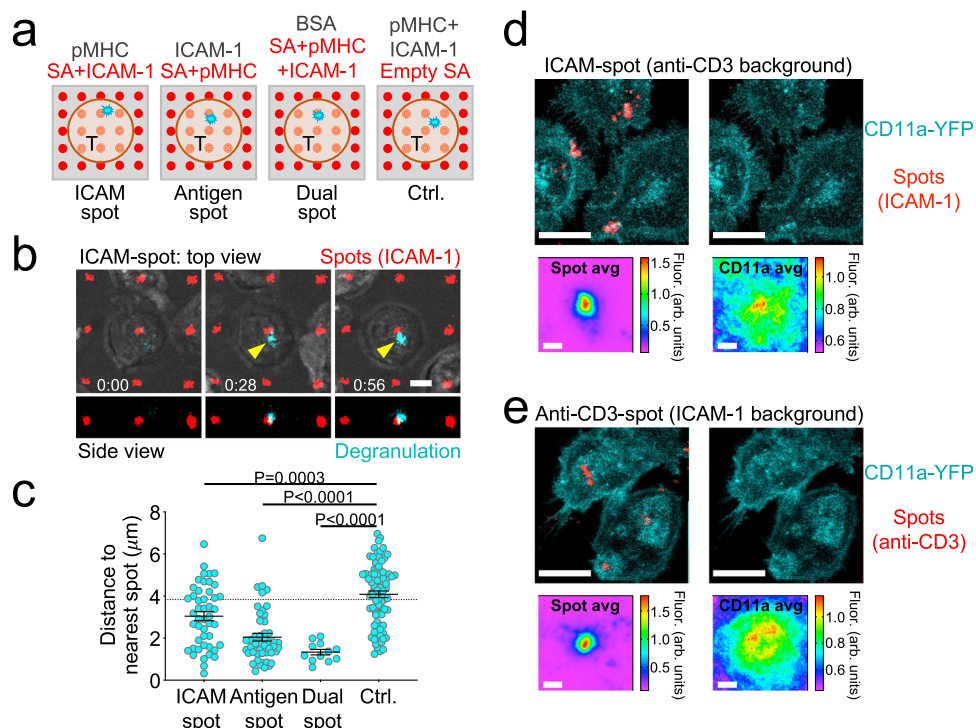 a
pMHC
SA+ICAM-1
ICAM-1
SA+pMHC
BSA
SA+pMHC
+ICAM-1
pMHC+
ICAM-1
Empty SA
T
T
T
T
ICAM
spot
Antigen
spot
Dual
spot
Ctrl.
b
ICAM-spot: top view
Spots (ICAM-1)
0:00
0:28
0:56
Side view
Degranulation
c
P=0.0003
P<0.0001
P<0.0001
Distance to
nearest spot (μm)
8
6
4
2
0
ICAM
spot
Antigen
spot
Dual
spot
Ctrl.
d
ICAM-spot (anti-CD3 background)
CD11a-YFP
Spots
(ICAM-1)
Spot avg
1.5
1.0
0.5
Fluor. (arb. units)
CD11a avg
1.0
0.8
0.6
Fluor. (arb. units)
e
Anti-CD3-spot (ICAM-1 background)
CD11a-YFP
Spots
(anti-CD3)
Spot avg
1.5
1.0
0.5
Fluor. (arb. units)
CD11a avg
1.0
0.8
0.6
Fluor. (arb. units)